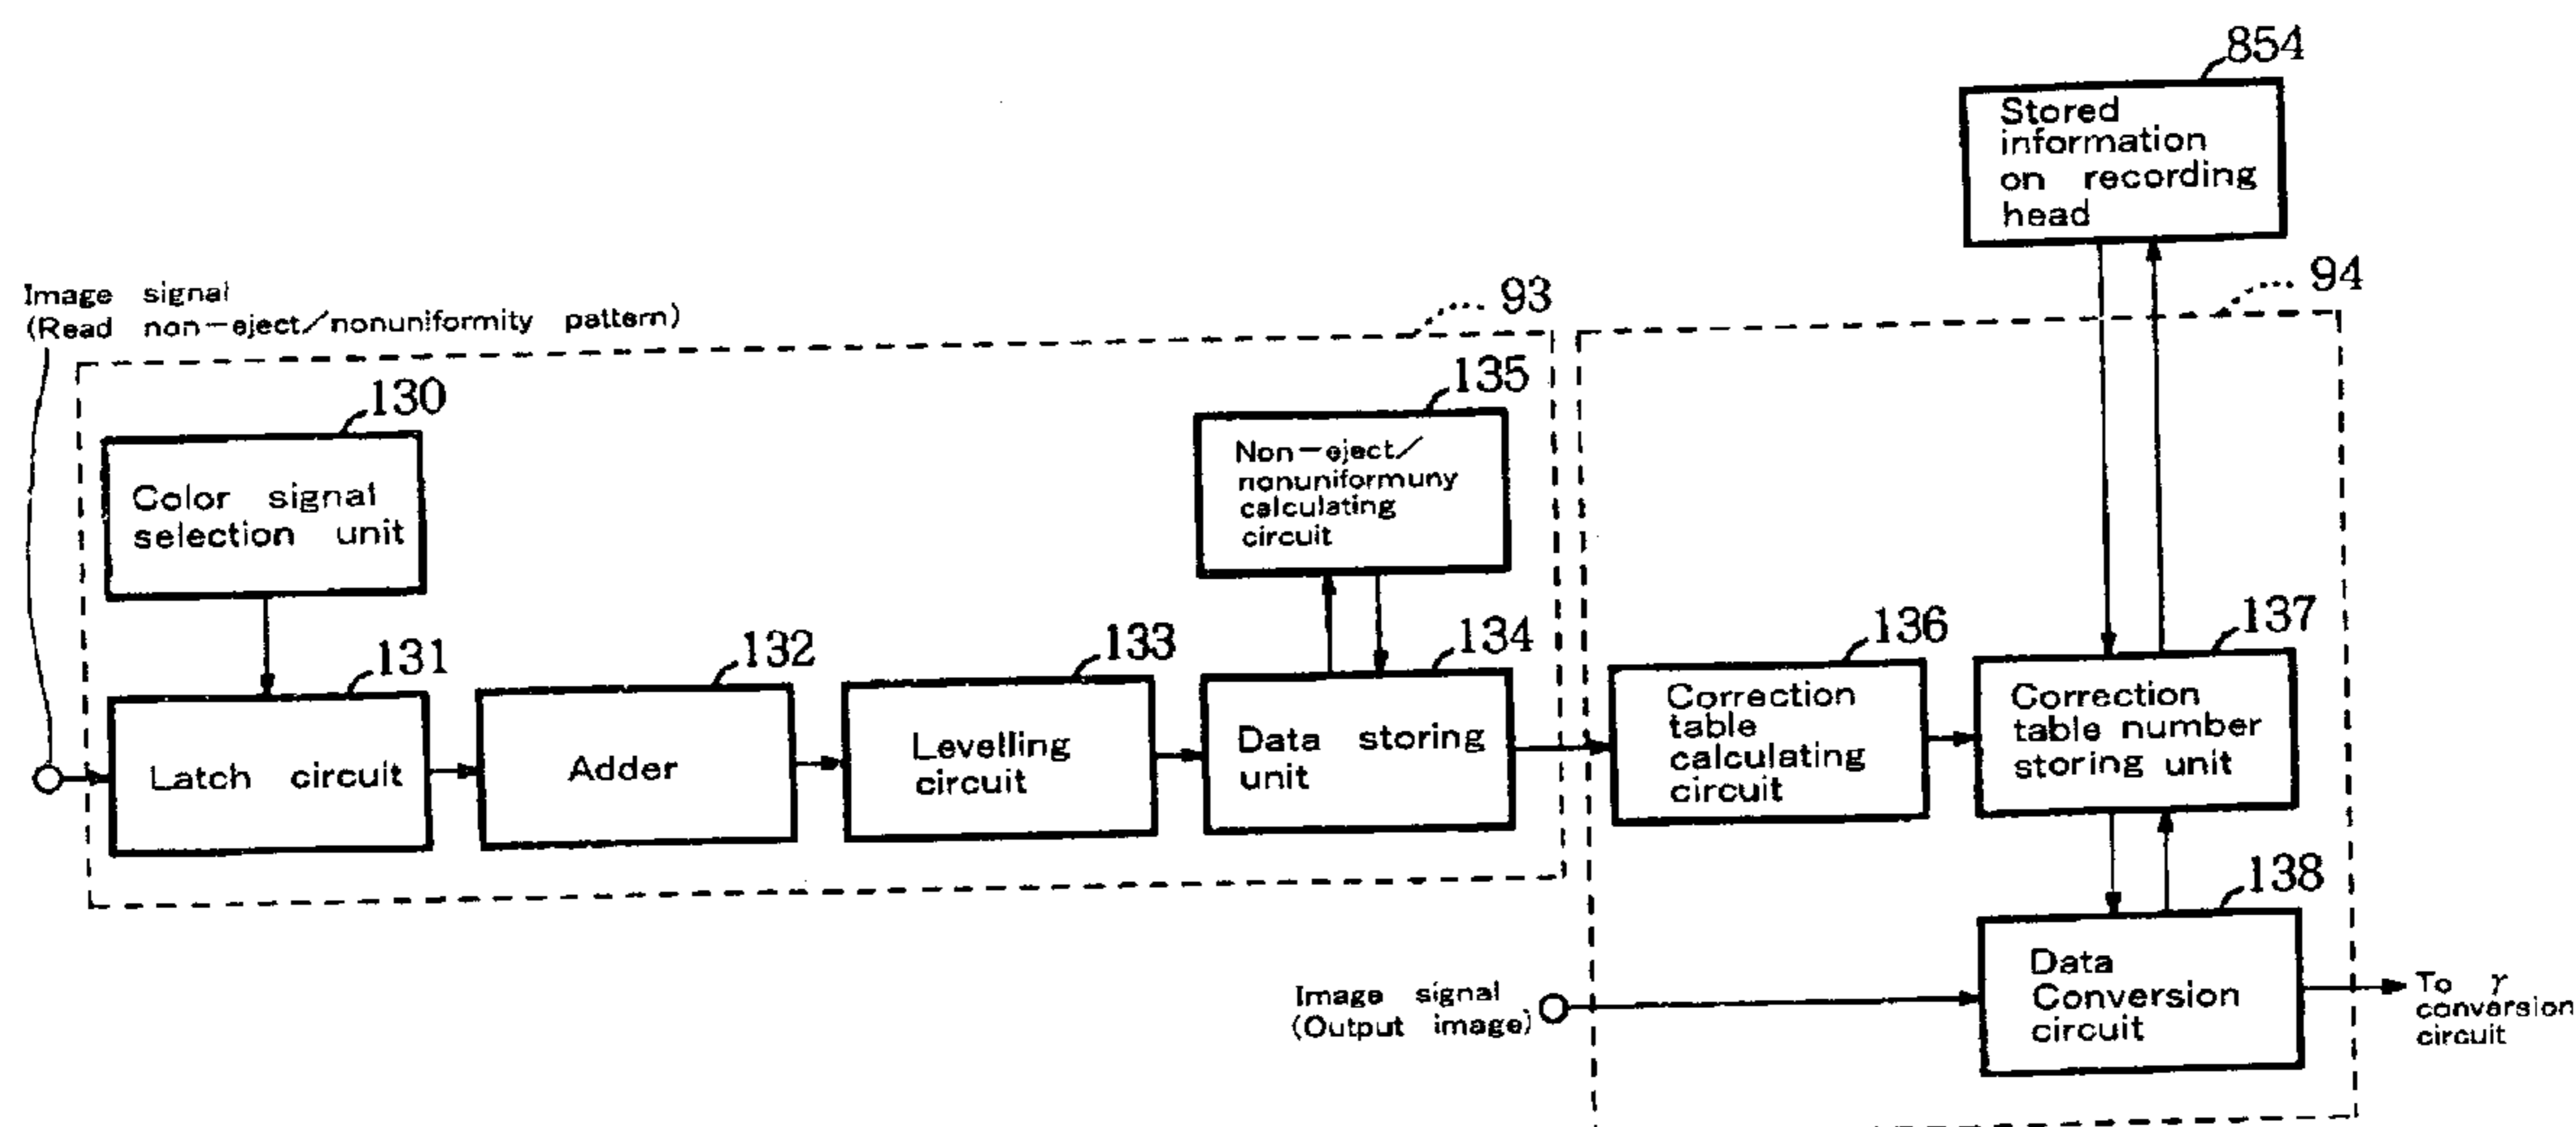 854
Stored
information
on recording
head
94
Image signal
(Read non-eject/nonuniformity pattern)
93
130
Color signal
selection unit
135
Non-eject/
nonuniformuny
calculating
circuit
131
Latch circuit
132
Adder
133
Levelling
circuit
134
Data storing
unit
136
Correction
table
calculating
circuit
137
Correction
table number
storing unit
138
Data
Conversion
circuit
Image signal
(Output image)
To γ
conversion
circuit